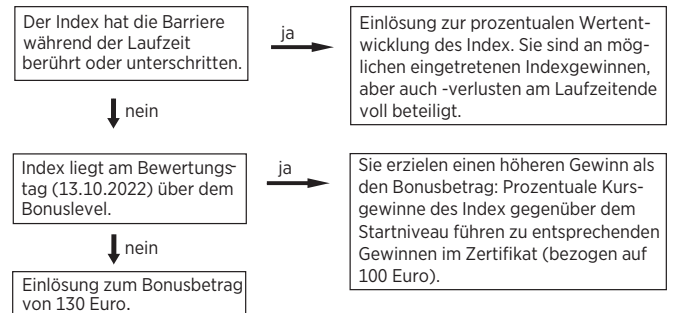 Der Index hat die Barriere
während der Laufzeit
berührt oder unterschritten.
ja
Einlösung zur prozentualen Wertent-
wicklung des Index. Sie sind an mög-
lichen eingetretenen Indexgewinnen,
aber auch -verlusten am Laufzeitende
voll beteiligt.
nein
Index liegt am Bewertungs-
tag (13.10.2022) über dem
Bonuslevel.
ja
Sie erzielen einen höheren Gewinn als
den Bonusbetrag: Prozentuale Kurs-
gewinne des Index gegenüber dem
Startniveau führen zu entsprechenden
Gewinnen im Zertifikat (bezogen auf
100 Euro).
nein
Einlösung zum Bonusbetrag
von 130 Euro.